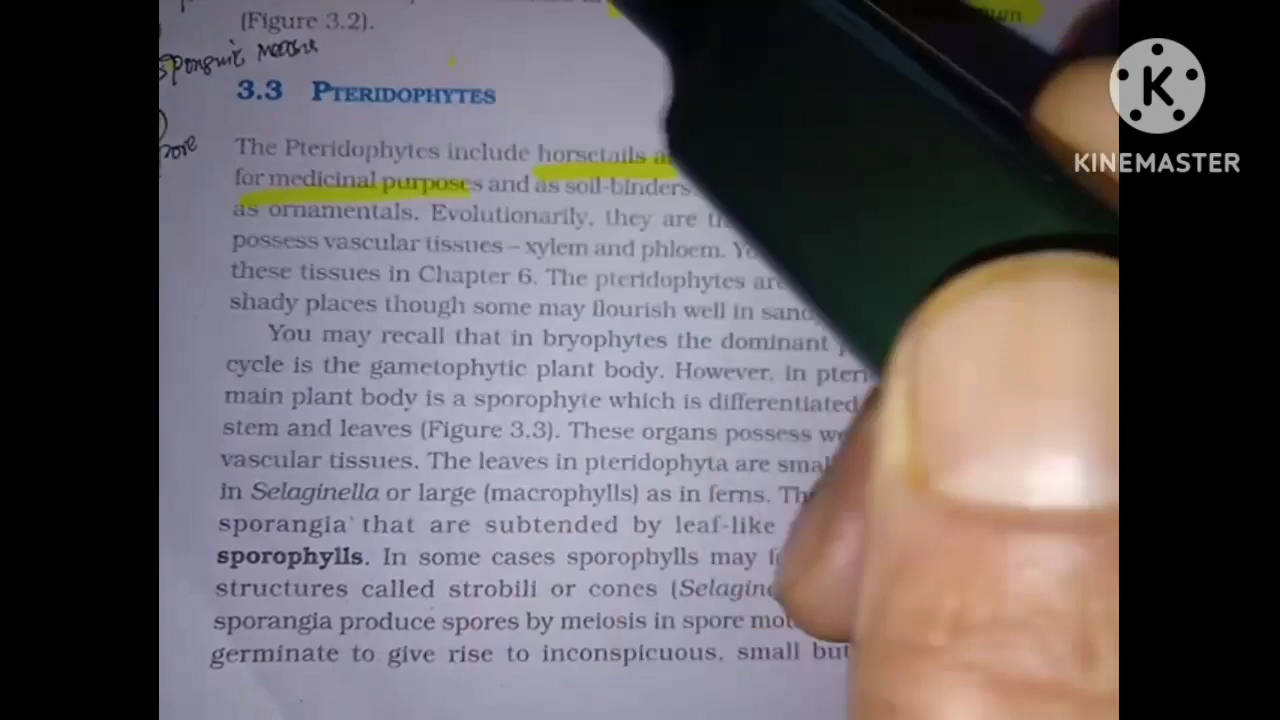 (Figure 3.2).
3.3 PTERIDOPHYTES
The Pteridophytes include horsetails
for medicinal purposes and as soil-binders
as ornamentals. Evolutionarily, they are
possess vascular tissues – xylem and phloem.
these tissues in Chapter 6. The pteridophytes are
shady places though some may flourish well in
You may recall that in bryophytes the dominant
cycle is the gametophytic plant body. However, in
main plant body is a sporophyte which is differentiated
stem and leaves (Figure 3.3). These organs possess
vascular tissues. The leaves in pteridophyta are
in Selaginella or large (macrophylls) as in ferns.
sporangia that are subtended by leaf-like
sporophylls. In some cases sporophylls may
structures called strobili or cones
sporangia produce spores by meiosis in spore
germinate to give rise to inconspicuous, small but
K
KINEMASTER